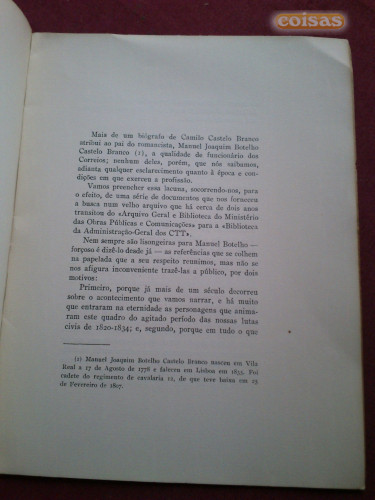 coisas
Mais de um biógrafo de Camilo Castelo Branco
atribui ao pai do romancista, Manuel Joaquim Botelho
Castelo Branco (1), a qualidade de funcionário dos
Correios; nenhum deles, porém, que nós saibamos,
adianta qualquer esclarecimento quanto à época e con-
dições em que exerceu a profissão.
Vamos preencher essa lacuna, socorrendo-nos, para
o efeito, de uma série de documentos que nos forneceu
a busca num velho arquivo que há cerca de dois anos
transitou do «Arquivo Geral e Biblioteca do Ministério
das Obras Públicas e Comunicações» para a «Biblioteca
da Administração-Geral dos CTT».
Nem sempre são lisongeiras para Manuel Botelho —
forçoso é dizê-lo desde já — as referências que se colhem
na papelada que a seu respeito reunimos, mas não se
nos afigura inconveniente trazê-las a público, por dois
motivos:
Primeiro, porque já mais de um século decorreu
sobre o acontecimento que vamos narrar, e há muito
que entraram na eternidade as personagens que anima-
ram este quadro do agitado período das nossas lutas
civis de 1820-1834; e, segundo, porque em tudo o que
(1) Manuel Joaquim Botelho Castelo Branco nasceu em Vila
Real a 17 de Agosto de 1778 e faleceu em Lisboa em 1835. Foi
cadete do regimento de cavalaria 12, de que teve baixa em 13
de Fevereiro de 1807.